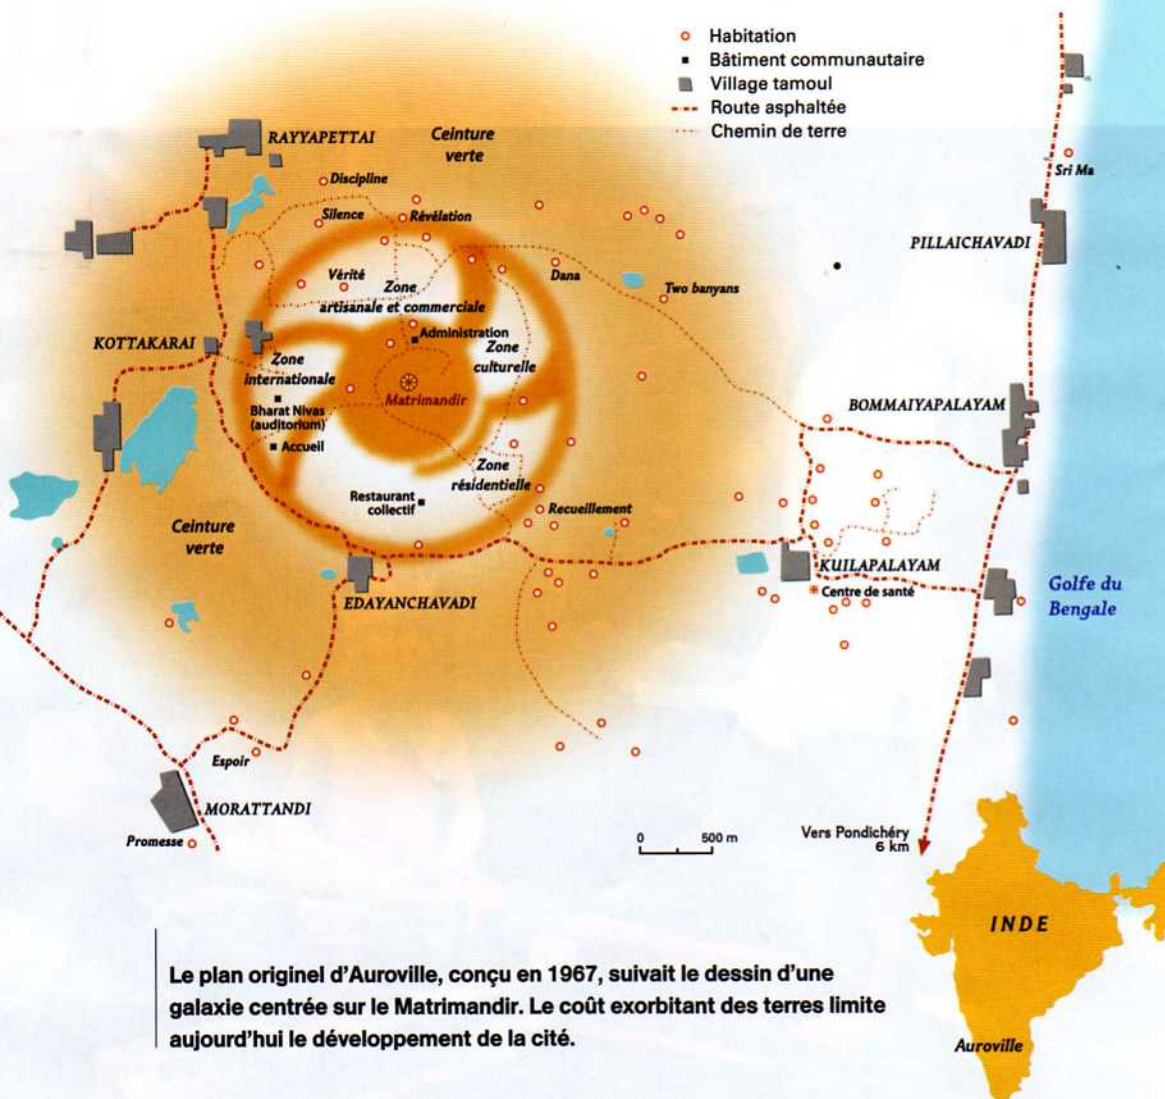 Habitation
Bâtiment communautaire
Village tamoul
Route asphaltée
Chemin de terre
RAYYAPETTAI
Ceinture
verte
Discipline
Sri Ma
Silence
Révèlation
PILLAICHAVADI
Vérité
Dana
Zone
artisanale et commerciale
Two banyans
Administration
KOTTAKARAI
Zone
culturelle
Zone
internationale
Matrimandir
BOMMAIYAPALAYAM
Bharat Nivas
(auditorium)
Accueil
Zone
résidentielle
Restaurant
collectif
Recueillement
Ceinture
verte
KUILAPALAYAM
EDAYANCHAVADI
Centre de santé
Golfe du
Bengale
Espoir
MORATTANDI
Promesse
0 500 m
Vers Pondichéry
6 km
INDE
Auroville
Le plan originel d'Auroville, conçu en 1967, suivait le dessin d'une
galaxie centrée sur le Matrimandir. Le coût exorbitant des terres limite
aujourd'hui le développement de la cité.